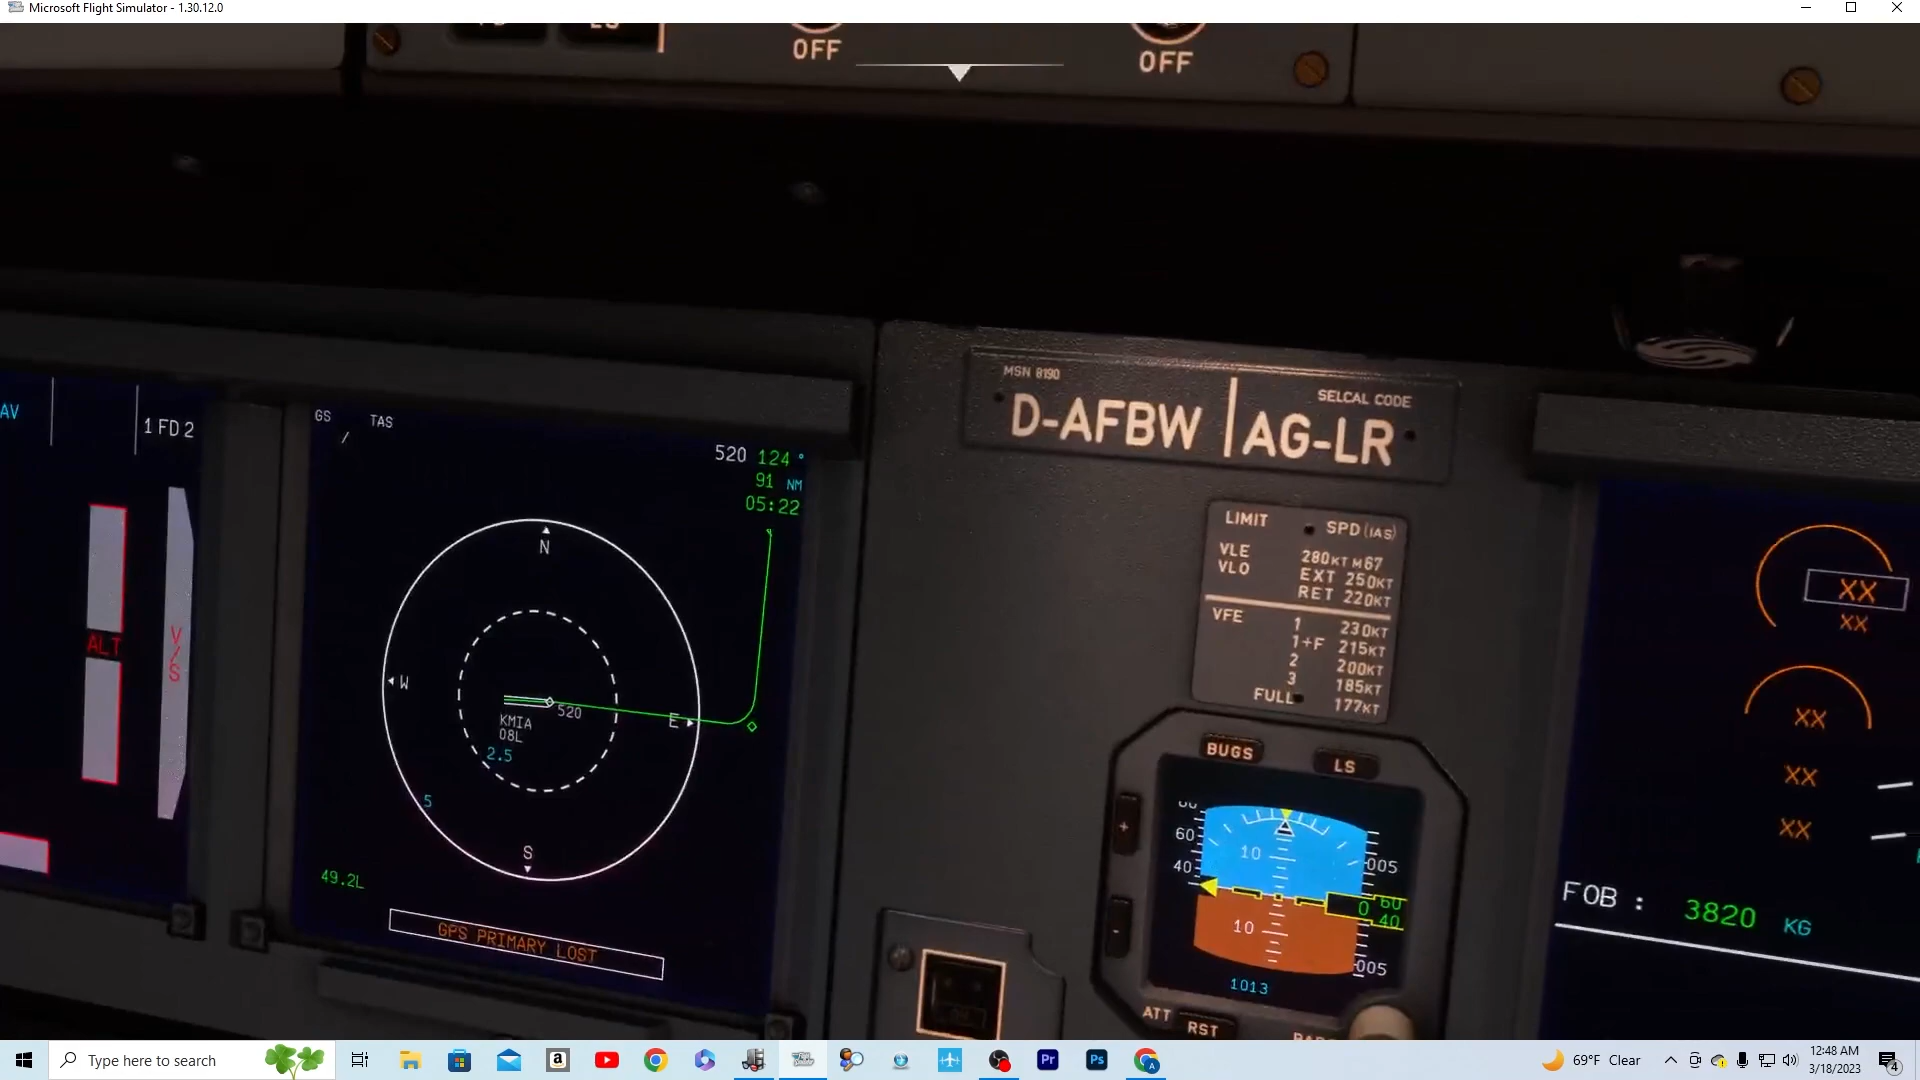 Microsoft Flight Simulator - 1.30.12.0
OFF
OFF
MSN 8190
SELCAL CODE
D-AFBW
AG-LR
AV
1 FD 2
GS
TAS
/
520 124 °
91 NM
05:22
N
W
E
S
520
KMIA
08L
2.5
5
49.2L
GPS PRIMARY LOST
ALT
V/S
LIMIT SPD (IAS)
VLE 280KT M67
VLO EXT 250KT
RET 220KT
VFE 1 230KT
1+F 215KT
2 200KT
3 185KT
FULL 177KT
BUGS
LS
+
-
60
40
10
10
005
005
0 60
40
1013
ATT
RST
XX
XX
XX
XX
XX
FOB : 3820 KG
Type here to search
69°F Clear
12:48 AM
3/18/2023
4